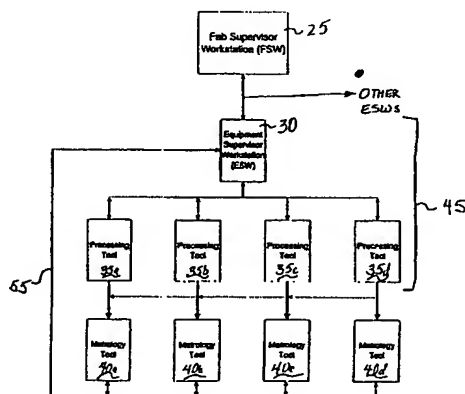 Fab Supervisor
Workstation (FSW)
25
OTHER
ESWs
30
Equipment
Supervisor
Workstation
(ESW)
45
Processing
Tool
35a
Processing
Tool
35b
Processing
Tool
35c
Processing
Tool
35d
55
Metrology
Tool
40a
Metrology
Tool
40b
Metrology
Tool
40c
Metrology
Tool
40d